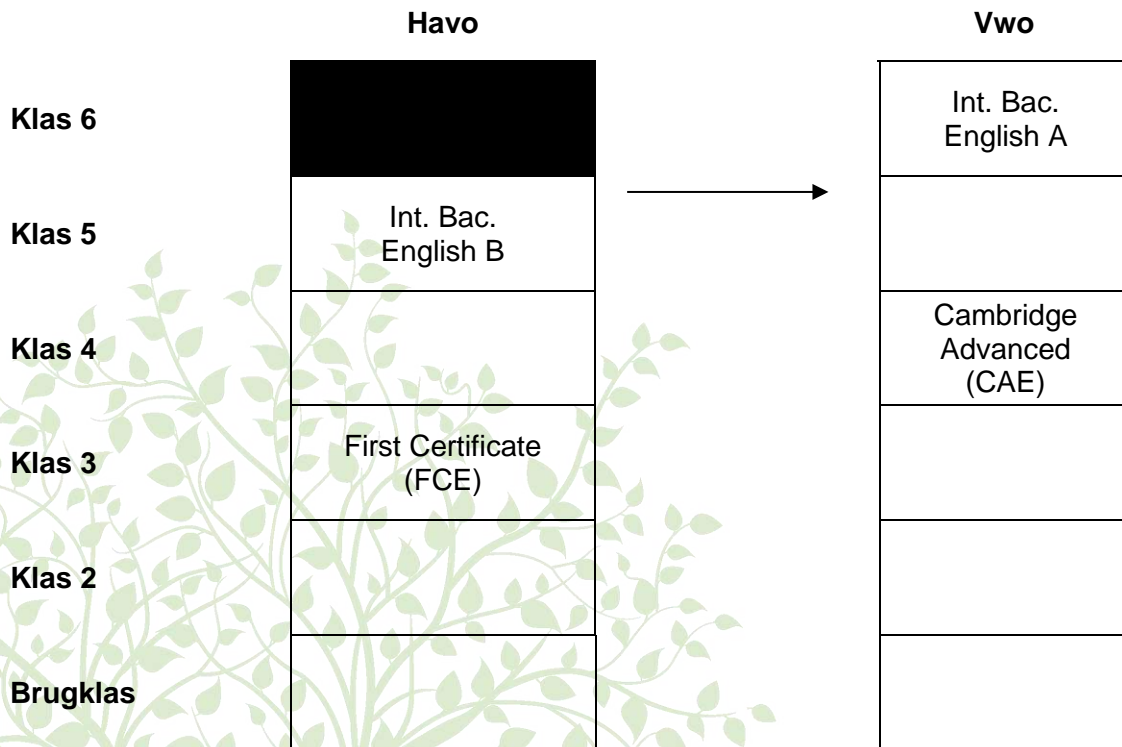 Havo
Vwo
Klas 6
Int. Bac.
English A
Klas 5
Int. Bac.
English B
Klas 4
Cambridge
Advanced
(CAE)
Klas 3
First Certificate
(FCE)
Klas 2
Brugklas